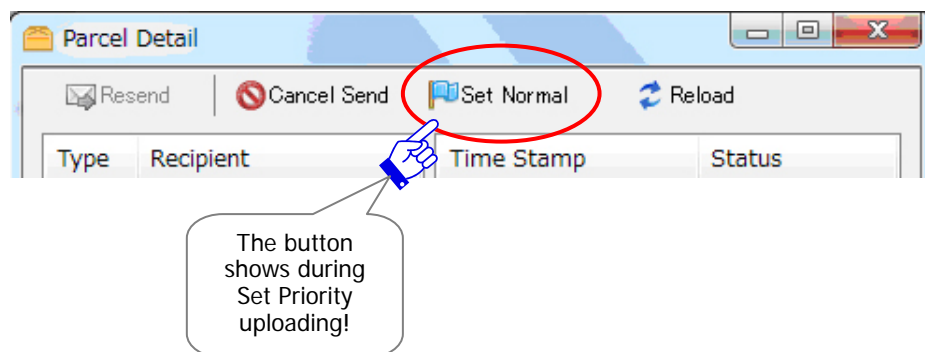 Parcel Detail
Resend Cancel Send Set Normal Reload
Type Recipient Time Stamp Status
The button
shows during
Set Priority
uploading!